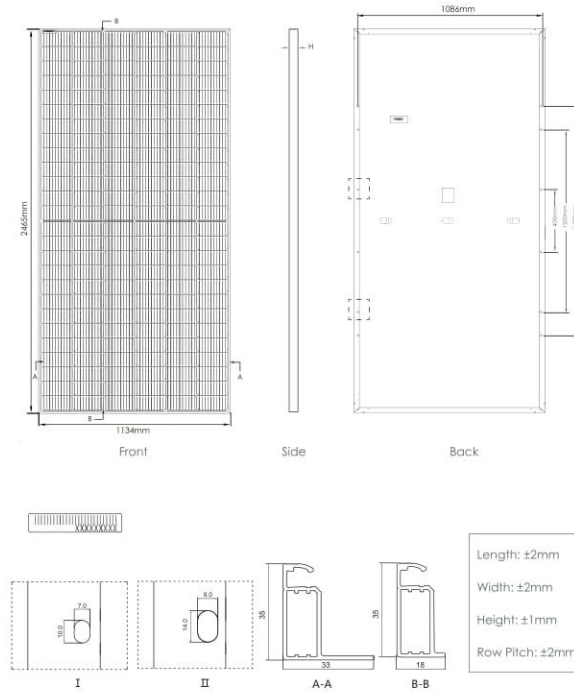 B
1086mm
H
2465mm
400mm
1200mm
A
A
B
1134mm
Front
Side
Back
7.0
10.0
9.0
14.0
35
33
35
18
I
II
A-A
B-B
Length: ±2mm
Width: ±2mm
Height: ±1mm
Row Pitch: ±2mm